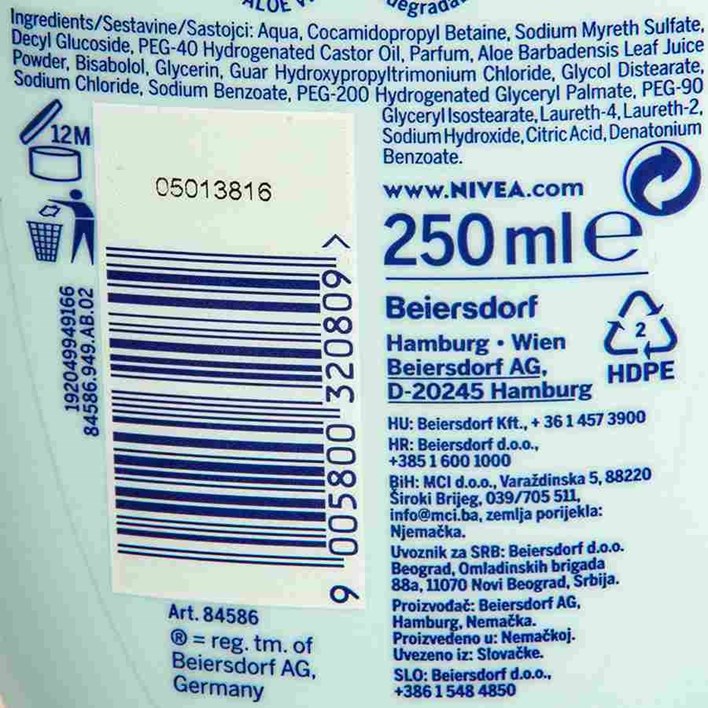 ALOE
Ingredients/Sestavine/Sastojci: Aqua, Cocamidopropyl Betaine, Sodium Myreth Sulfate,
Decyl Glucoside, PEG-40 Hydrogenated Castor Oil, Parfum, Aloe Barbadensis Leaf Juice
Powder, Bisabolol, Glycerin, Guar Hydroxypropyltrimonium Chloride, Glycol Distearate,
Sodium Chloride, Sodium Benzoate, PEG-200 Hydrogenated Glyceryl Palmate, PEG-90
Glyceryl Isostearate, Laureth-4, Laureth-2,
Sodium Hydroxide, Citric Acid, Denatonium
Benzoate.
12M
05013816
www.NIVEA.com
250 ml e
192049949166
84586.949.AB.02
9 005800 320809 >
Beiersdorf
Hamburg • Wien
Beiersdorf AG,
D-20245 Hamburg
2
HDPE
HU: Beiersdorf Kft., + 36 1 457 3900
HR: Beiersdorf d.o.o.,
+385 1 600 1000
BiH: MCI d.o.o., Varaždinska 5, 88220
Široki Brijeg, 039/705 511,
info@mci.ba, zemlja porijekla:
Njemačka.
Uvoznik za SRB: Beiersdorf d.o.o.
Beograd, Omladinskih brigada
88a, 11070 Novi Beograd, Srbija.
Proizvođač: Beiersdorf AG,
Hamburg, Nemačka.
Proizvedeno u: Nemačkoj.
Uvezeno iz: Slovačke.
SLO: Beiersdorf d.o.o.,
+386 1 548 4850
Art. 84586
® = reg. tm. of
Beiersdorf AG,
Germany